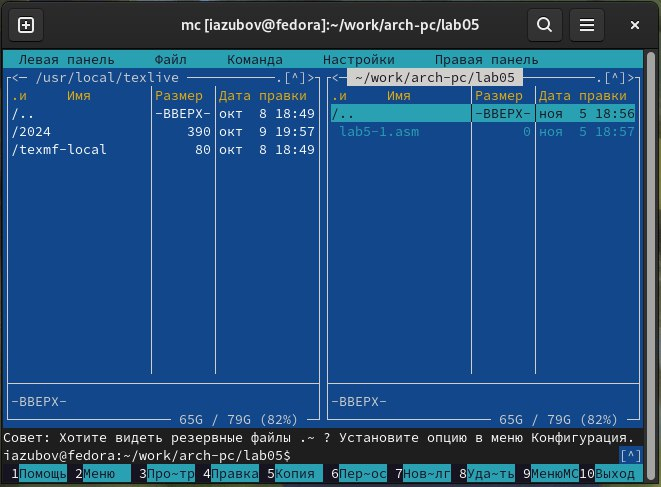 mc [iazubov@fedora]:~/work/arch-pc/lab05
Левая панель Файл Команда Настройки Правая панель
<─ /usr/local/texlive ─.[^]> <─ ~/work/arch-pc/lab05 ─.[^]>
.и Имя Размер Дата правки .и Имя Размер Дата правки
/.. -ВВЕРХ- окт 8 18:49 /.. -ВВЕРХ- ноя 5 18:56
/2024 390 окт 9 19:57 lab5-1.asm 0 ноя 5 18:57
/texmf-local 80 окт 8 18:49
-ВВЕРХ- -ВВЕРХ-
65G / 79G (82%) 65G / 79G (82%)
Совет: Хотите видеть резервные файлы .~ ? Установите опцию в меню Конфигурация.
iazubov@fedora:~/work/arch-pc/lab05$ [^]
1Помощь 2Меню 3Про~тр 4Правка 5Копия 6Пер~ос 7Нов~лг 8Уда~ть 9МенюMC 10Выход